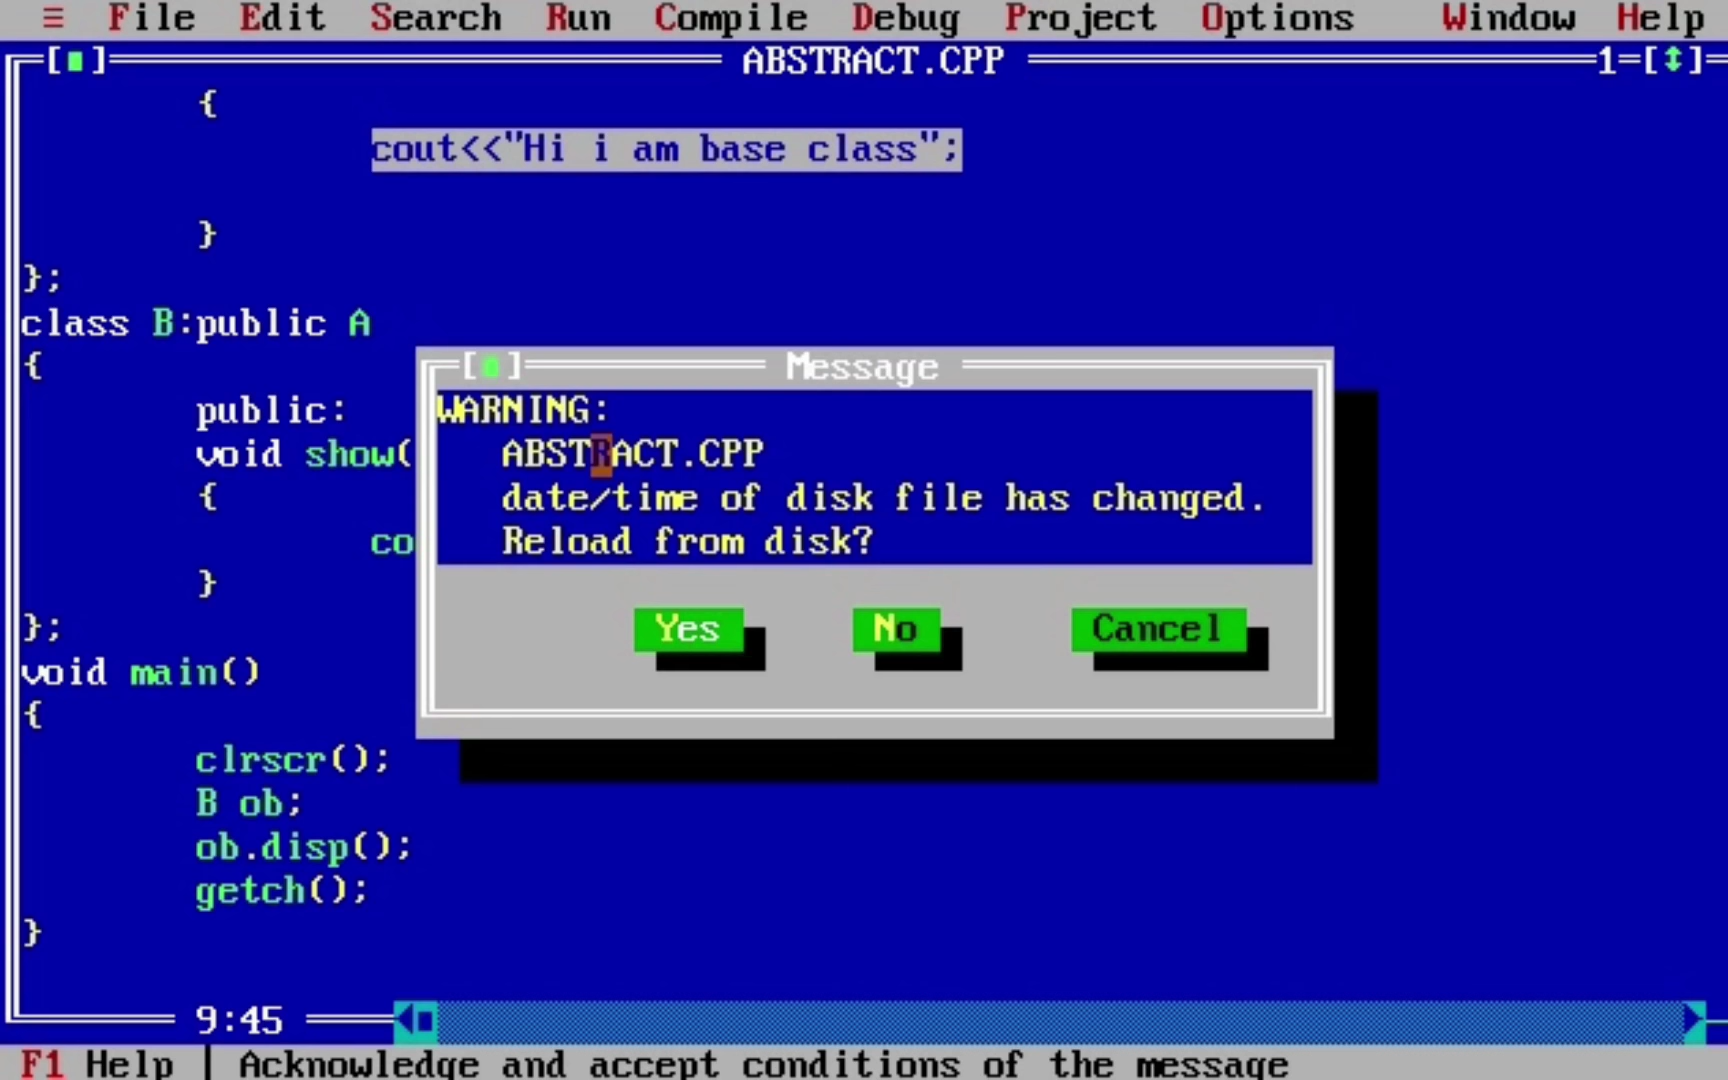 ≡ File Edit Search Run Compile Debug Project Options Window Help
[■] ABSTRACT.CPP 1=[↕]
{
cout<<"Hi i am base class";
}
};
class B:public A
{
public:
void show(
{
co
}
};
void main()
{
clrscr();
B ob;
ob.disp();
getch();
}
[■] Message
WARNING:
ABSTRACT.CPP
date/time of disk file has changed.
Reload from disk?
Yes No Cancel
9:45
F1 Help | Acknowledge and accept conditions of the message